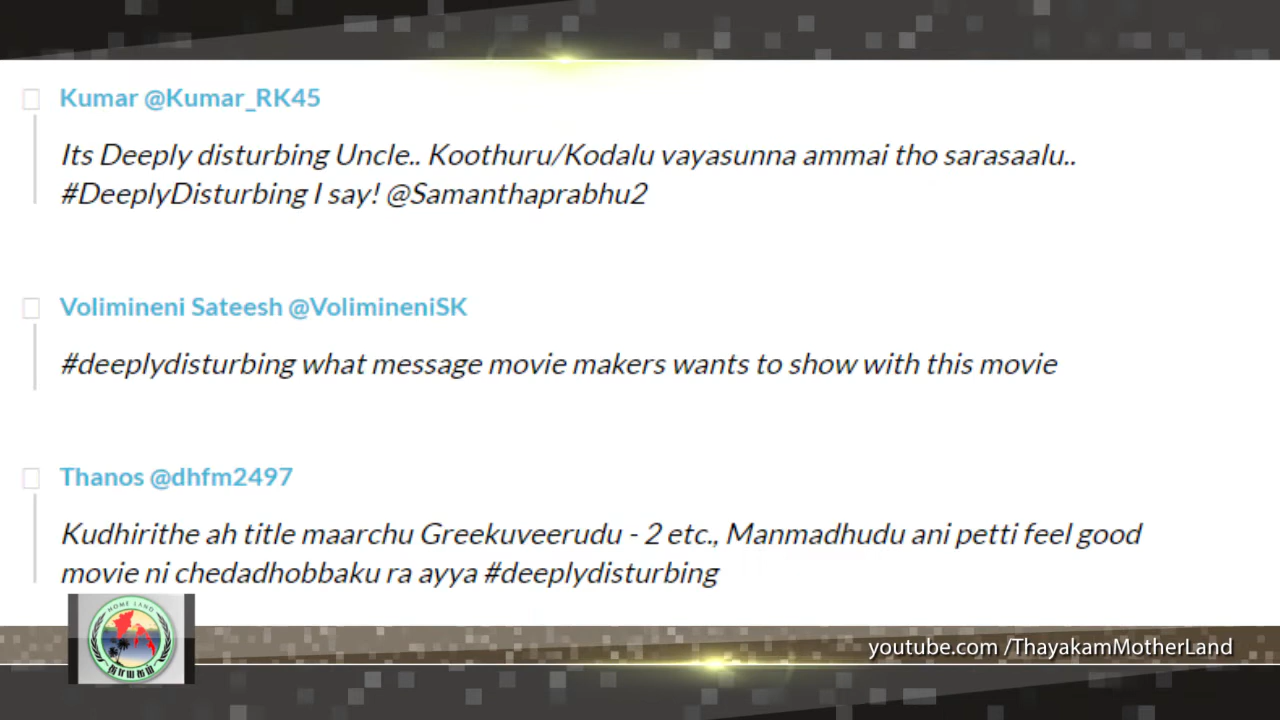 Kumar @Kumar_RK45
Its Deeply disturbing Uncle.. Koothuru/Kodalu vayasunna ammai tho sarasaalu..
#DeeplyDisturbing I say! @Samanthaprabhu2
Volimineni Sateesh @VolimineniSK
#deeplydisturbing what message movie makers wants to show with this movie
Thanos @dhfm2497
Kudhirithe ah title maarchu Greekuveerudu - 2 etc., Manmadhudu ani petti feel good
movie ni chedadhobbaku ra ayya #deeplydisturbing
HOME LAND
youtube.com /ThayakamMotherLand